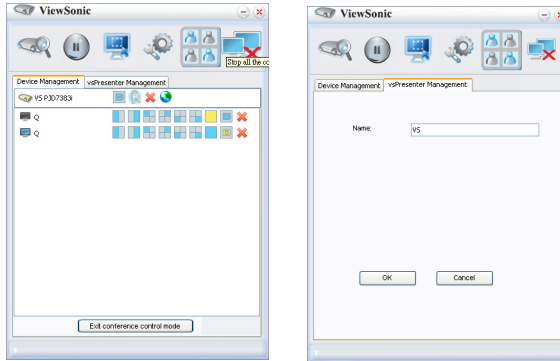 ViewSonic
Stop all the co
Device Management vsPresenter Management
VS PJD7383i
Q
Q
Exit conference control mode
ViewSonic
Device Management vsPresenter Management
Name: VS
OK Cancel